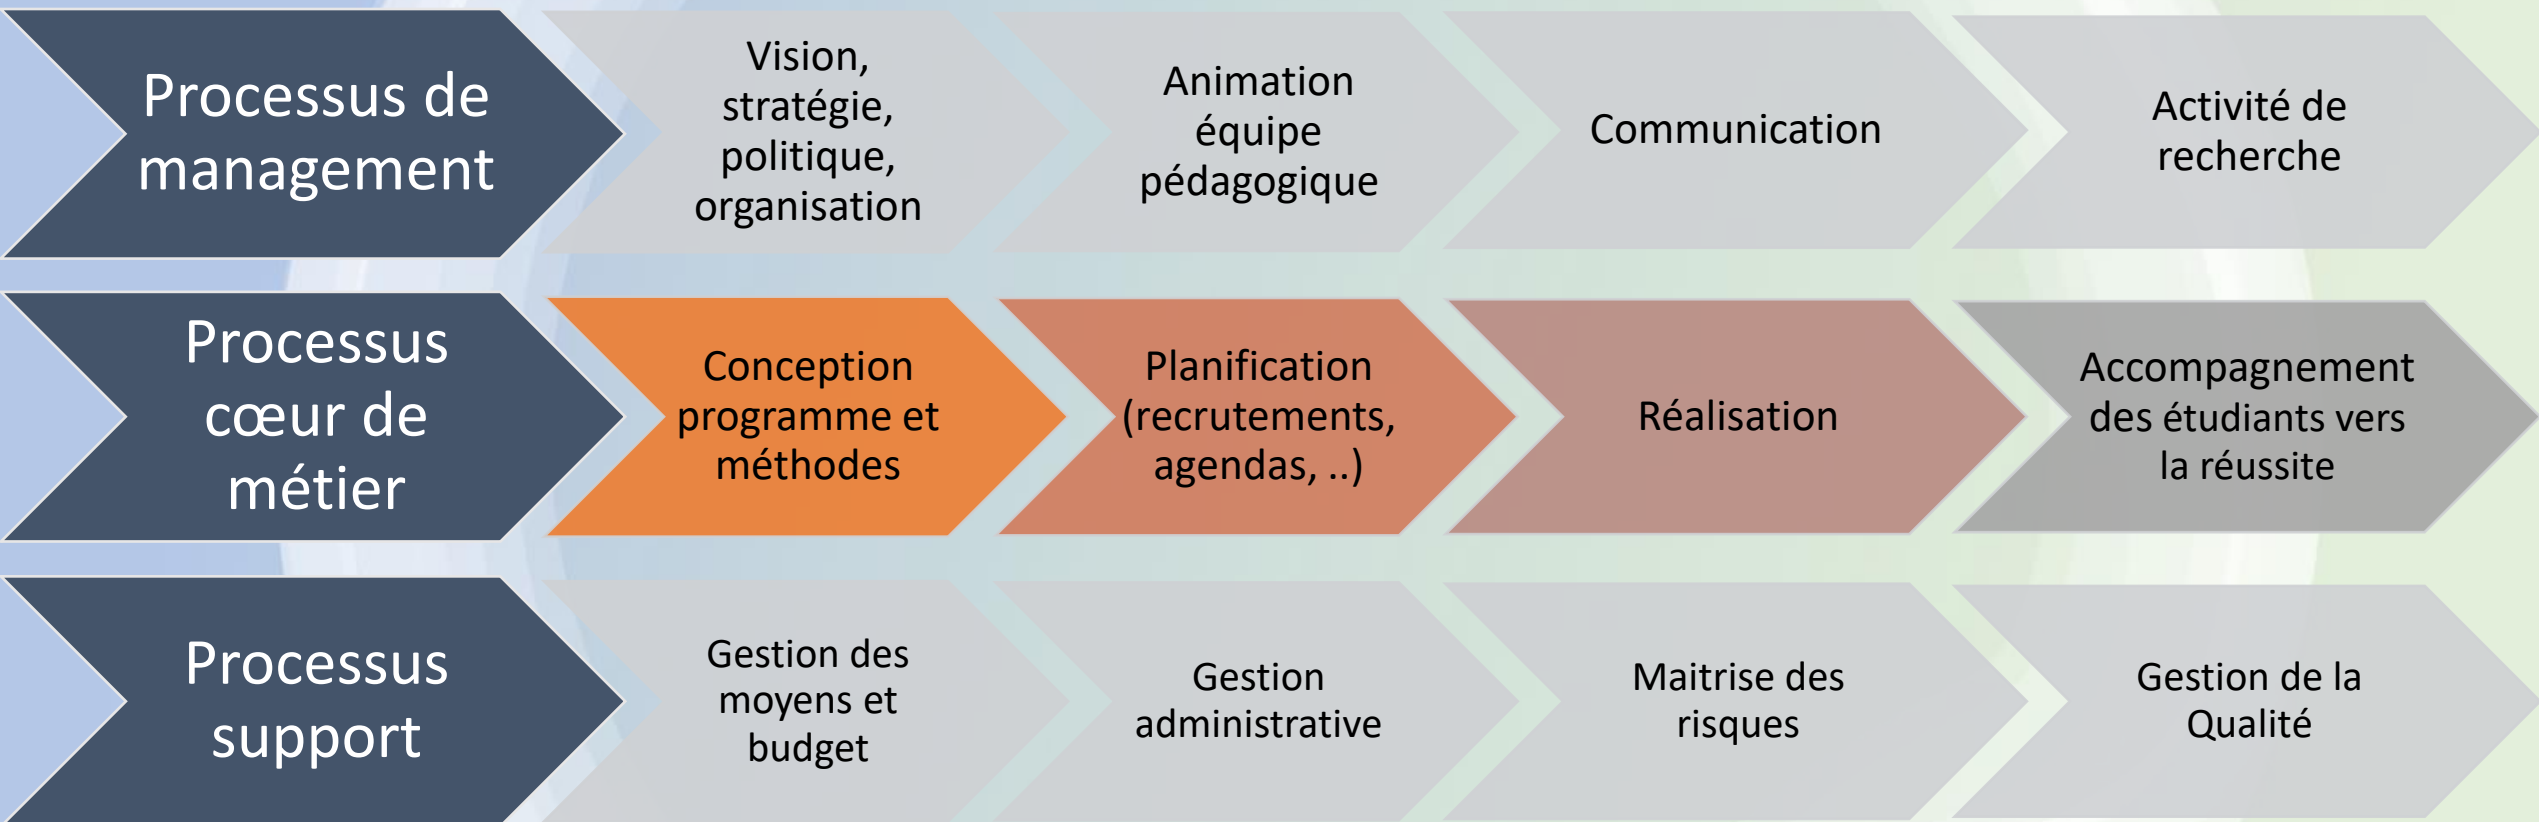 Processus de
management
Vision,
stratégie,
politique,
organisation
Animation
équipe
pédagogique
Communication
Activité de
recherche
Processus
cœur de
métier
Conception
programme et
méthodes
Planification
(recrutements,
agendas, ..)
Réalisation
Accompagnement
des étudiants vers
la réussite
Processus
support
Gestion des
moyens et
budget
Gestion
administrative
Maitrise des
risques
Gestion de la
Qualité